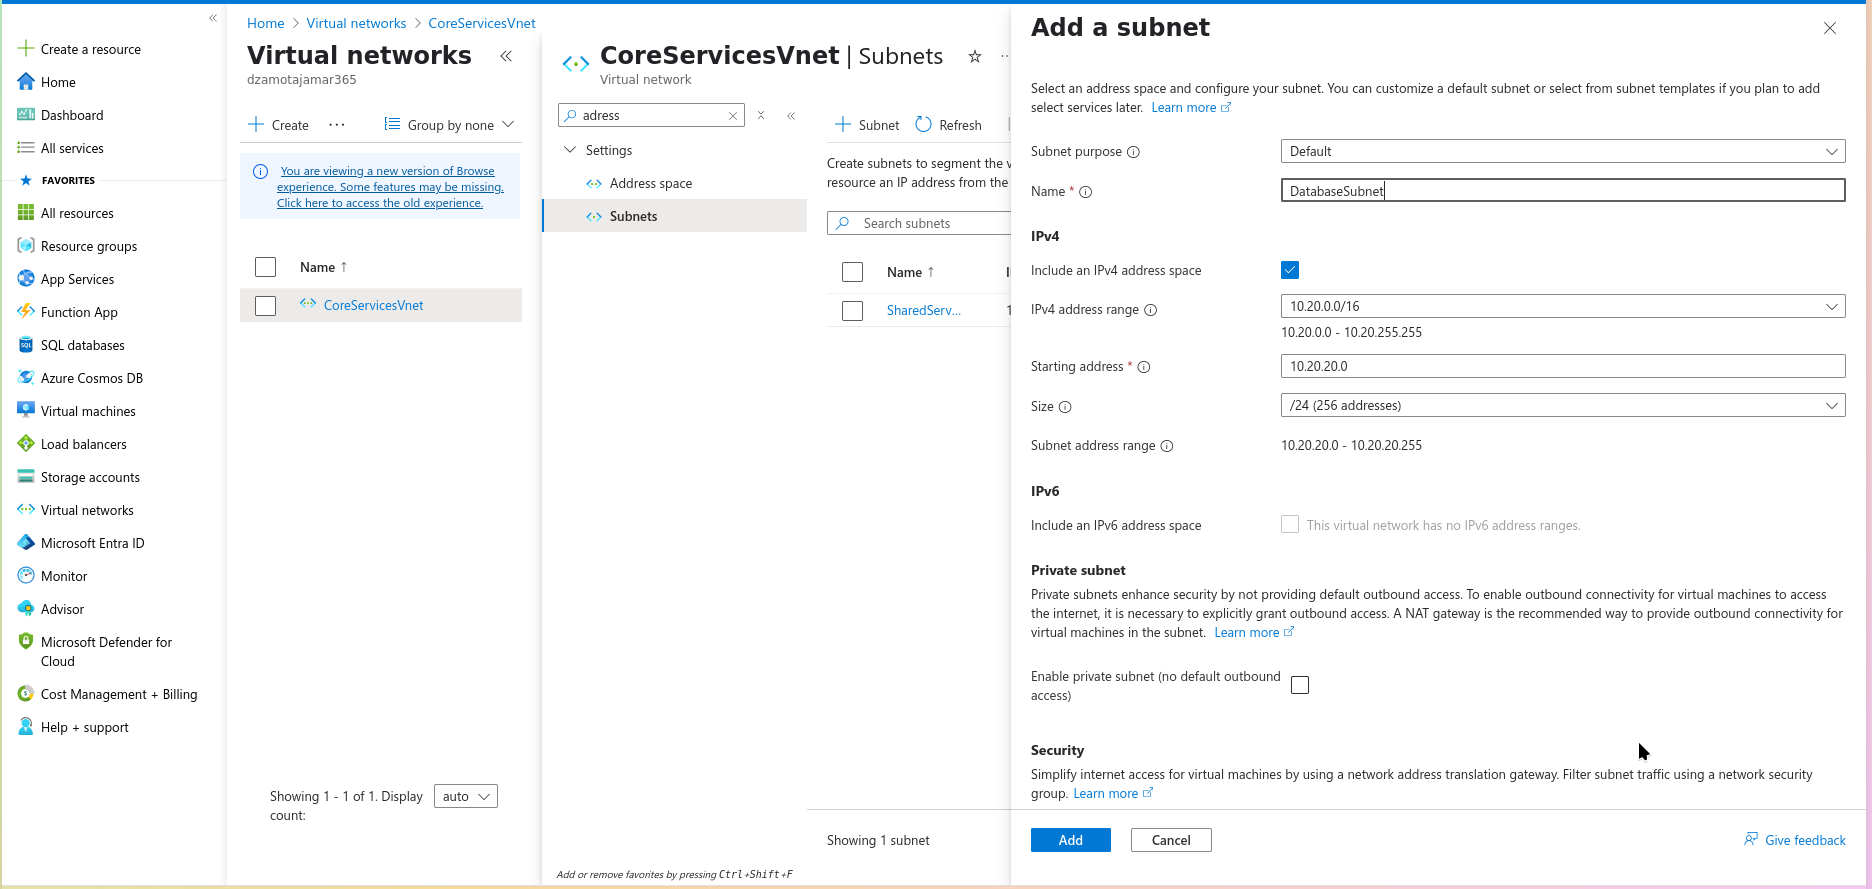 Create a resource
Home
Dashboard
All services
FAVORITES
All resources
Resource groups
App Services
Function App
SQL databases
Azure Cosmos DB
Virtual machines
Load balancers
Storage accounts
Virtual networks
Microsoft Entra ID
Monitor
Advisor
Microsoft Defender for
Cloud
Cost Management + Billing
Help + support
Home > Virtual networks > CoreServicesVnet
Virtual networks
dzamotajamar365
Create
Group by none
You are viewing a new version of Browse
experience. Some features may be missing.
Click here to access the old experience.
Name ↑
CoreServicesVnet
Showing 1 - 1 of 1. Display
count:
auto
CoreServicesVnet | Subnets
Virtual network
adress
Settings
Address space
Subnets
Add or remove favorites by pressing Ctrl+Shift+F
Subnet
Refresh
Create subnets to segment the v
resource an IP address from the
Search subnets
Name ↑
SharedServ...
Showing 1 subnet
Add a subnet
Select an address space and configure your subnet. You can customize a default subnet or select from subnet templates if you plan to add
select services later. Learn more
Subnet purpose
Default
Name *
DatabaseSubnet
IPv4
Include an IPv4 address space
IPv4 address range
10.20.0.0/16
10.20.0.0 - 10.20.255.255
Starting address *
10.20.20.0
Size
/24 (256 addresses)
Subnet address range
10.20.20.0 - 10.20.20.255
IPv6
Include an IPv6 address space
This virtual network has no IPv6 address ranges.
Private subnet
Private subnets enhance security by not providing default outbound access. To enable outbound connectivity for virtual machines to access
the internet, it is necessary to explicitly grant outbound access. A NAT gateway is the recommended way to provide outbound connectivity for
virtual machines in the subnet. Learn more
Enable private subnet (no default outbound
access)
Security
Simplify internet access for virtual machines by using a network address translation gateway. Filter subnet traffic using a network security
group. Learn more
Add
Cancel
Give feedback